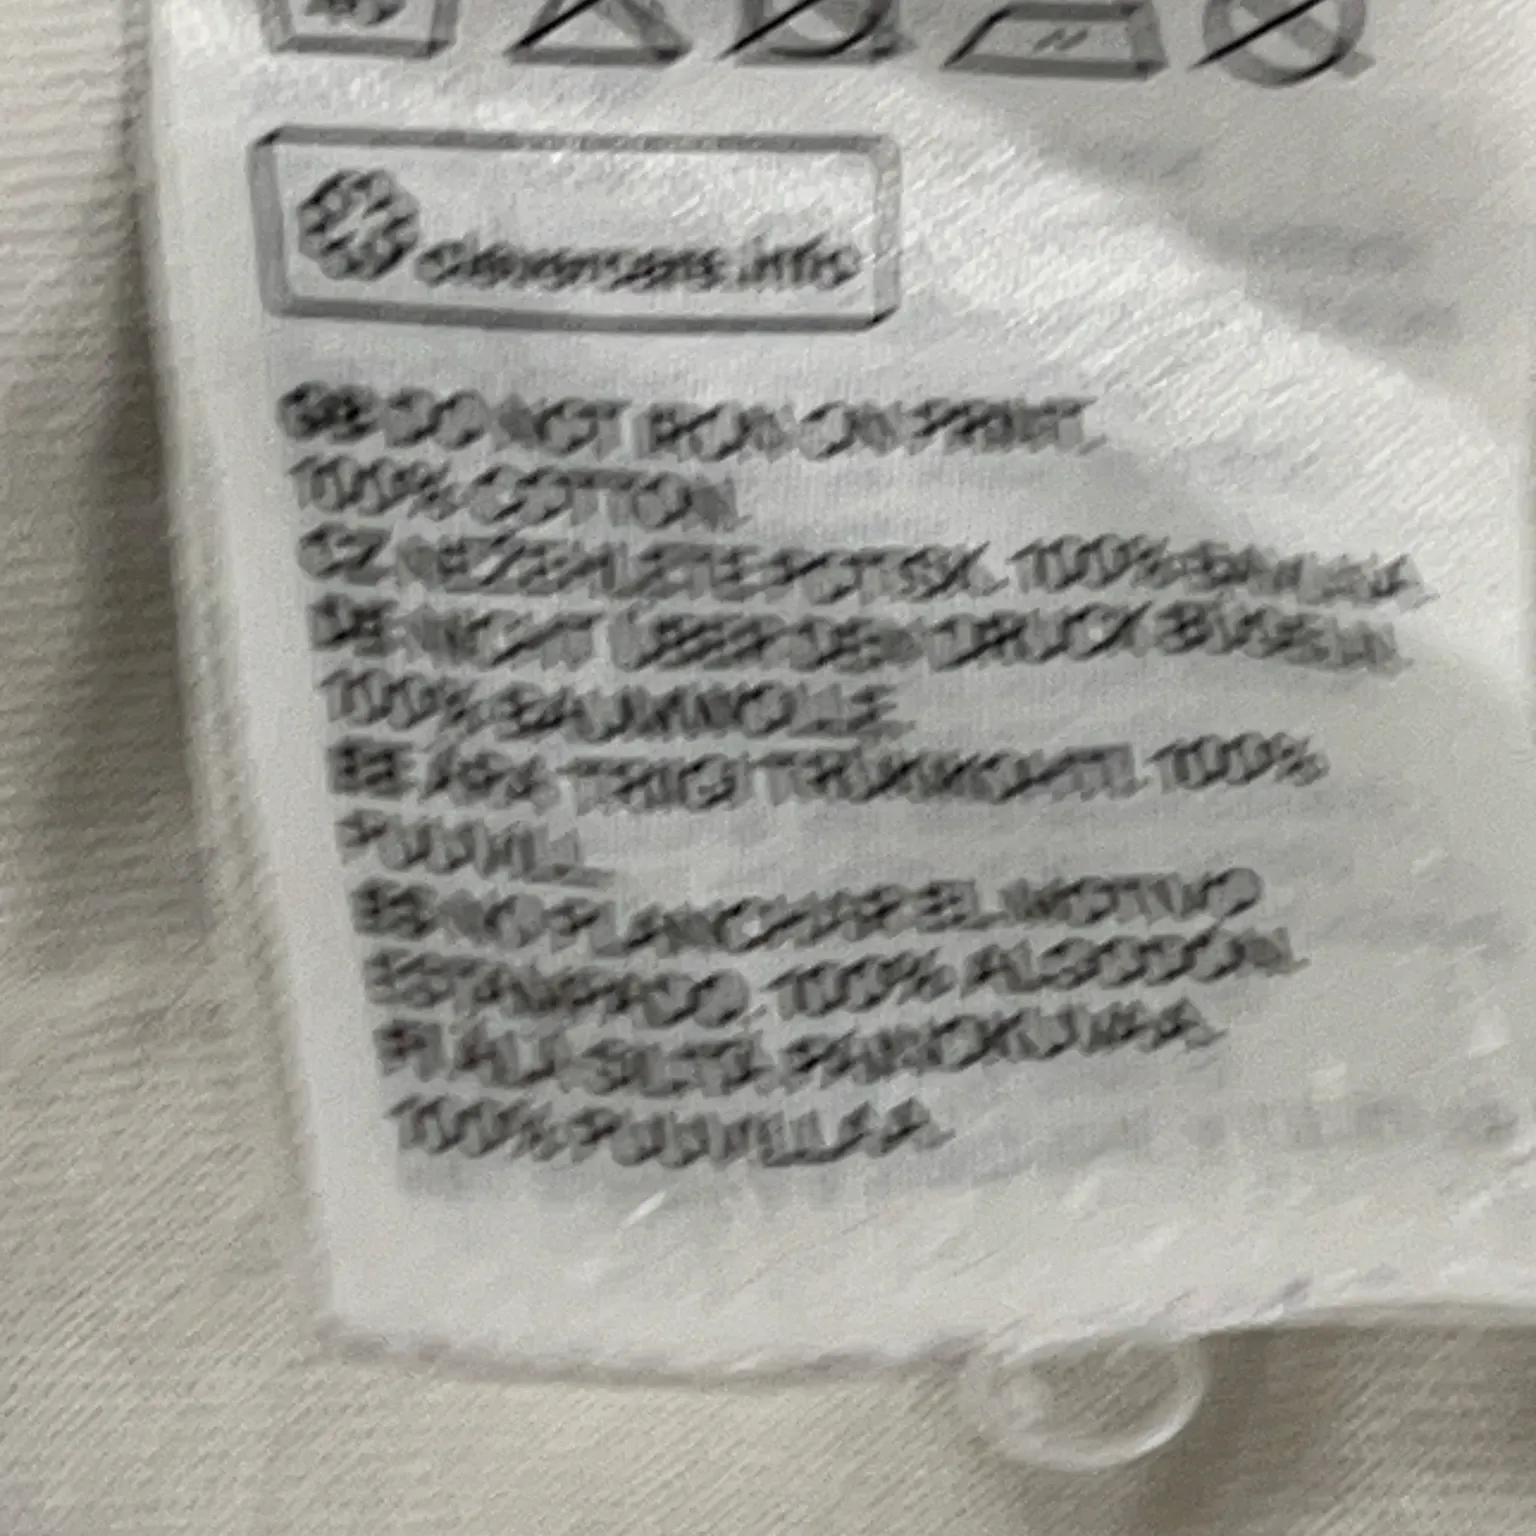 clevercare.info
GB DO NOT IRON ON PRINT.
100% COTTON
CZ NEŽEHLETE POTISK. 100% BAVLNA
DE NICHT ÜBER DEN DRUCK BÜGELN.
100% BAUMWOLLE
EE ÄRA TRIIGI TRÜKIMUSTRIT. 100%
PUUVILL
ES NO PLANCHAR EL MOTIVO
ESTAMPADO. 100% ALGODÓN
FI ÄLÄ SILITÄ PAINOKUVAA.
100% PUUVILLAA